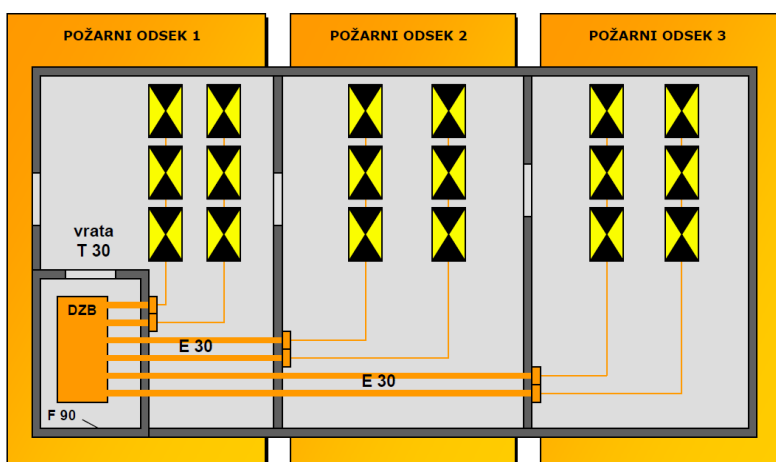 POŽARNI ODSEK 1
POŽARNI ODSEK 2
POŽARNI ODSEK 3
vrata
T 30
DZB
E 30
E 30
F 90